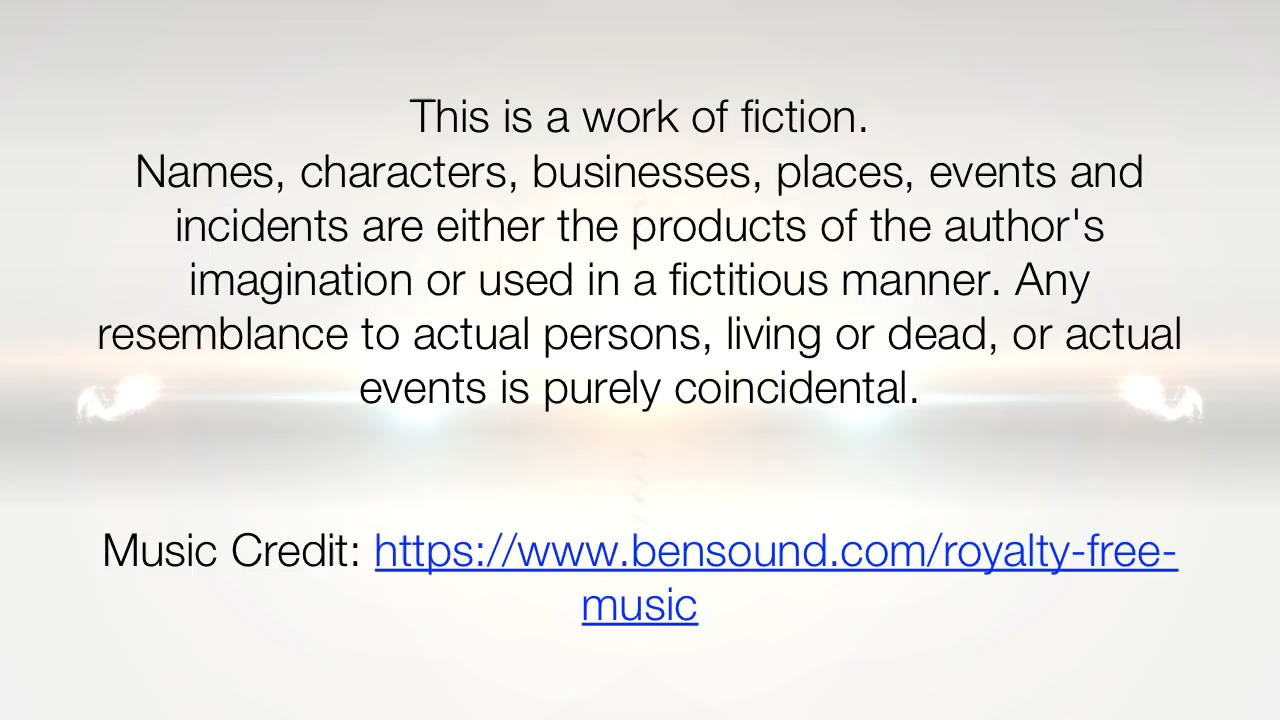 This is a work of fiction.
Names, characters, businesses, places, events and
incidents are either the products of the author's
imagination or used in a fictitious manner. Any
resemblance to actual persons, living or dead, or actual
events is purely coincidental.
Music Credit: https://www.bensound.com/royalty-free-
music